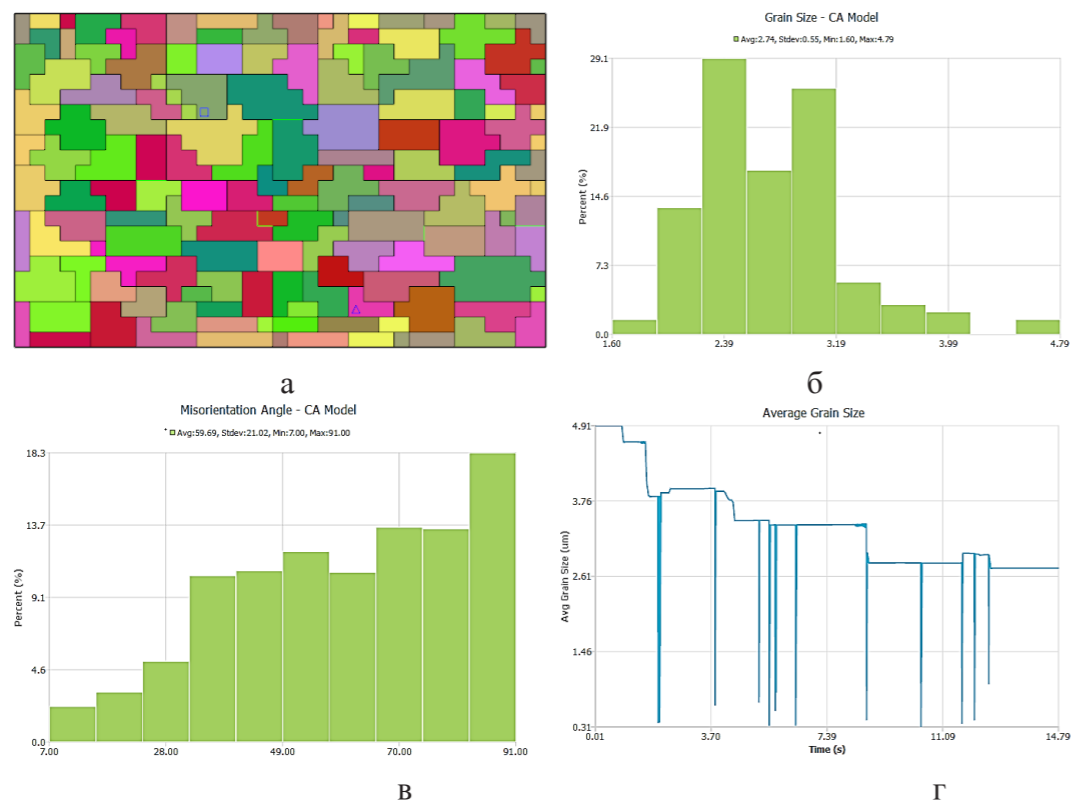 Grain Size - CA Model
Avg:2.74, Stdev:0.55, Min:1.60, Max:4.79
29.1
21.9
14.6
7.3
0.0
Percent (%)
1.60
2.39
3.19
3.99
4.79
а
б
Misorientation Angle - CA Model
Avg:59.69, Stdev:21.02, Min:7.00, Max:91.00
18.3
13.7
9.1
4.6
0.0
Percent (%)
7.00
28.00
49.00
70.00
91.00
Average Grain Size
4.91
3.76
2.61
1.46
0.31
Avg Grain Size (um)
0.01
3.70
7.39
11.09
14.79
Time (s)
в
г